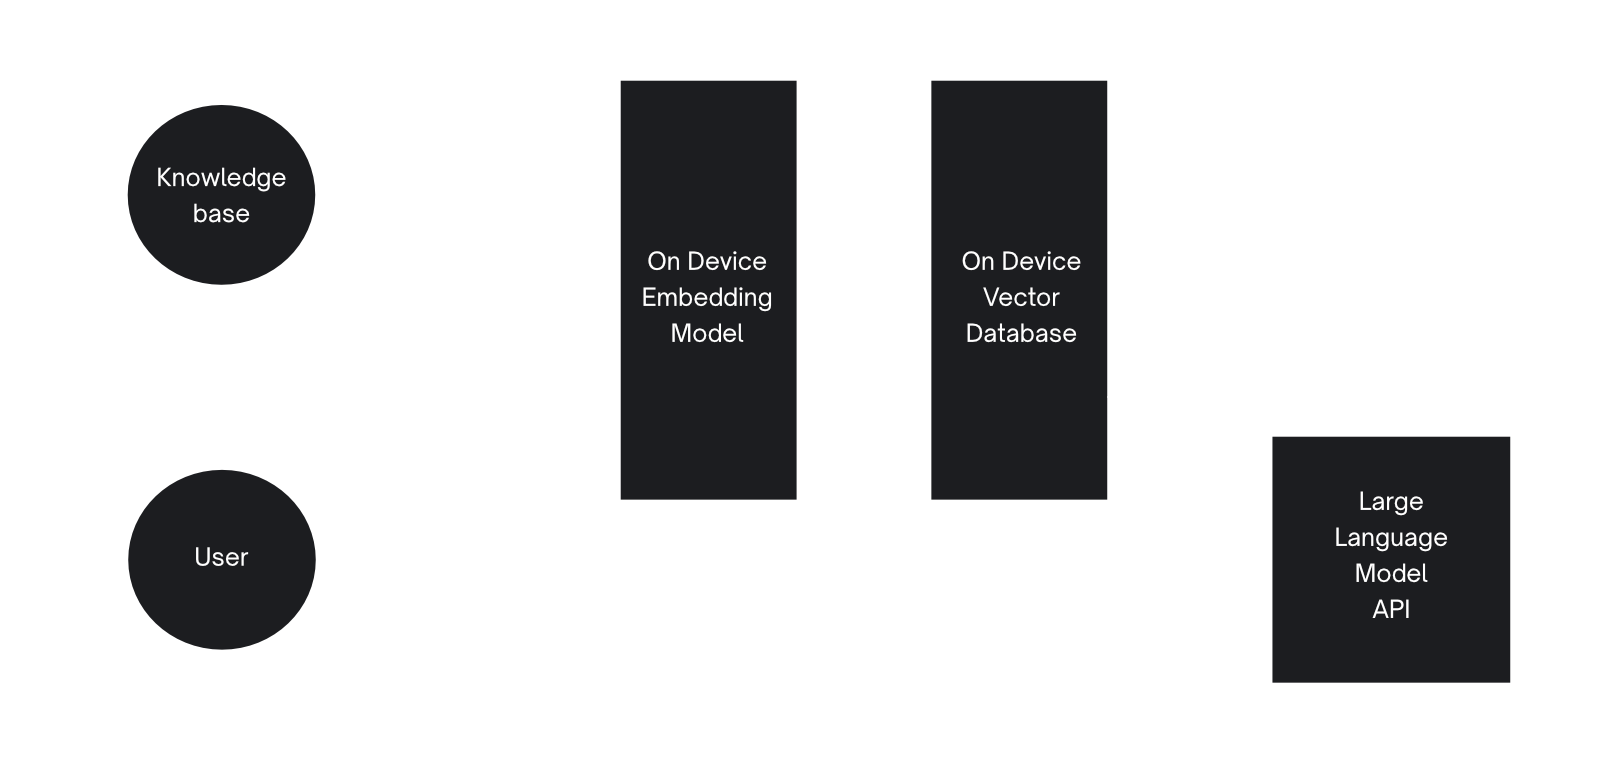 Knowledge
base
On Device
Embedding
Model
On Device
Vector
Database
User
Large
Language
Model
API